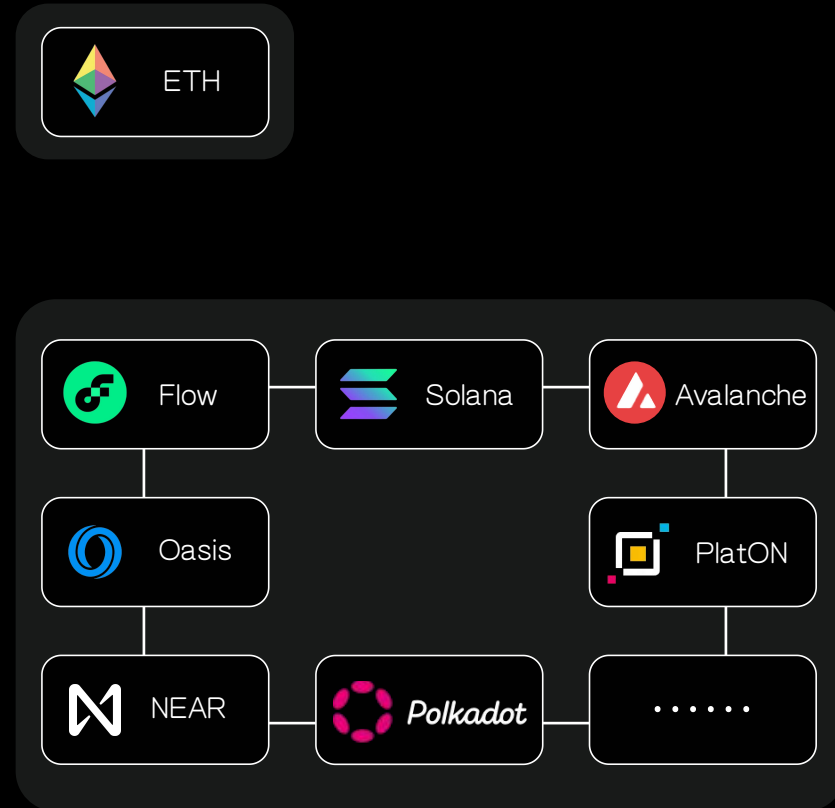 ETH
Flow
Solana
Avalanche
Oasis
PlatON
NEAR
Polkadot
......